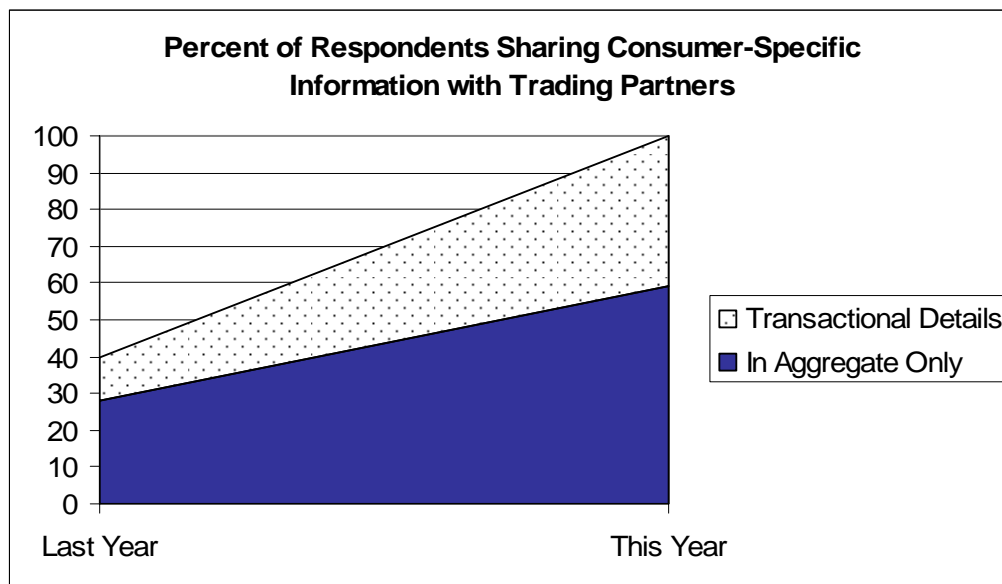 Percent of Respondents Sharing Consumer-Specific
Information with Trading Partners
100
90
80
70
60
50
40
30
20
10
0
Last Year
This Year
Transactional Details
In Aggregate Only